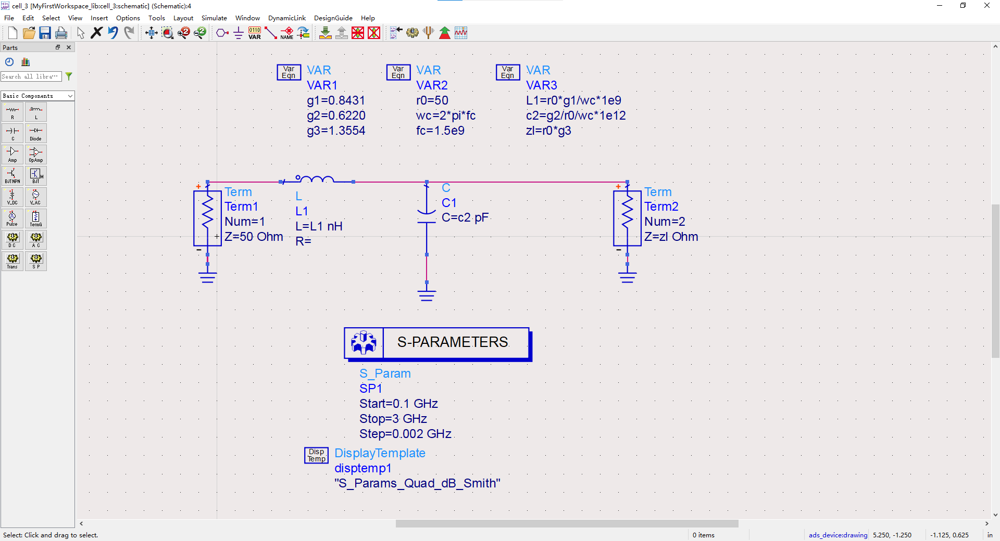 cell_3 [MyFirstWorkspace_lib:cell_3:schematic] (Schematic):4
File Edit Select View Insert Options Tools Layout Simulate Window DynamicLink DesignGuide Help
0110
VAR
NAME
Parts
Search all libra...
Basic Components
R L
C Diode
Amp OpAmp
BJTNPN BJT
V_DC V_AC
Pulse TermG
DC AC
Trans SP
Var
Eqn
VAR
VAR1
g1=0.8431
g2=0.6220
g3=1.3554
Var
Eqn
VAR
VAR2
r0=50
wc=2*pi*fc
fc=1.5e9
Var
Eqn
VAR
VAR3
L1=r0*g1/wc*1e9
c2=g2/r0/wc*1e12
zl=r0*g3
+
Term
Term1
Num=1
Z=50 Ohm
-
L
L1
L=L1 nH
R=
C
C1
C=c2 pF
+
Term
Term2
Num=2
Z=zl Ohm
-
S-PARAMETERS
S_Param
SP1
Start=0.1 GHz
Stop=3 GHz
Step=0.002 GHz
Disp
Temp
DisplayTemplate
disptemp1
"S_Params_Quad_dB_Smith"
Select: Click and drag to select.
0 items
ads_device:drawing
5.250, -1.250
-1.125, 0.625
in